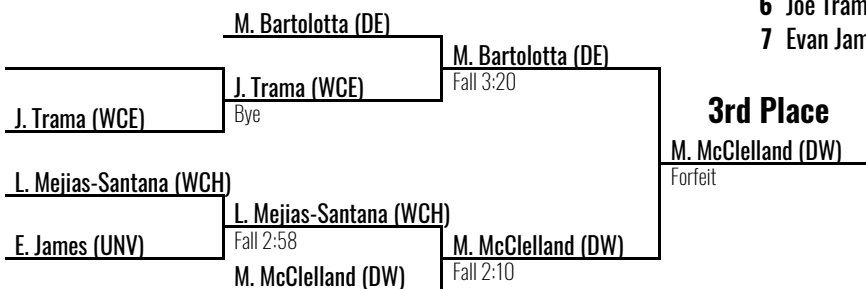 6 Joe Tram
7 Evan Jam
M. Bartolotta (DE)
M. Bartolotta (DE)
Fall 3:20
J. Trama (WCE)
Bye
J. Trama (WCE)
3rd Place
M. McClelland (DW)
Forfeit
L. Mejias-Santana (WCH)
L. Mejias-Santana (WCH)
Fall 2:58
E. James (UNV)
M. McClelland (DW)
Fall 2:10
M. McClelland (DW)